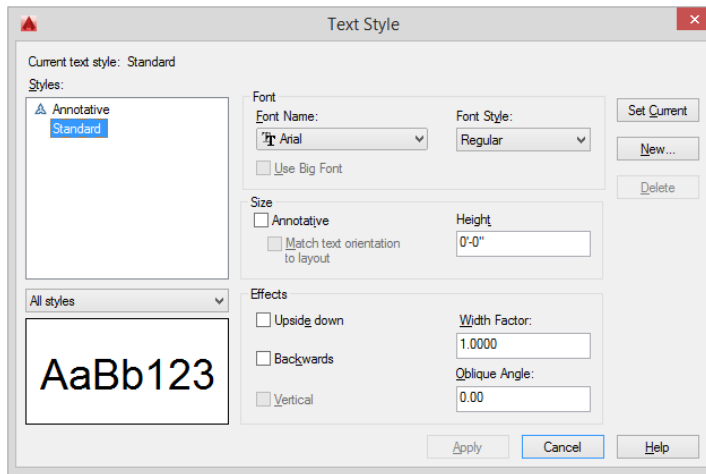 Text Style
Current text style: Standard
Styles:
Annotative
Standard
All styles
AaBb123
Font
Font Name:
Arial
Use Big Font
Font Style:
Regular
Size
Annotative
Match text orientation
to layout
Height
0'-0"
Effects
Upside down
Backwards
Vertical
Width Factor:
1.0000
Oblique Angle:
0.00
Set Current
New...
Delete
Apply
Cancel
Help